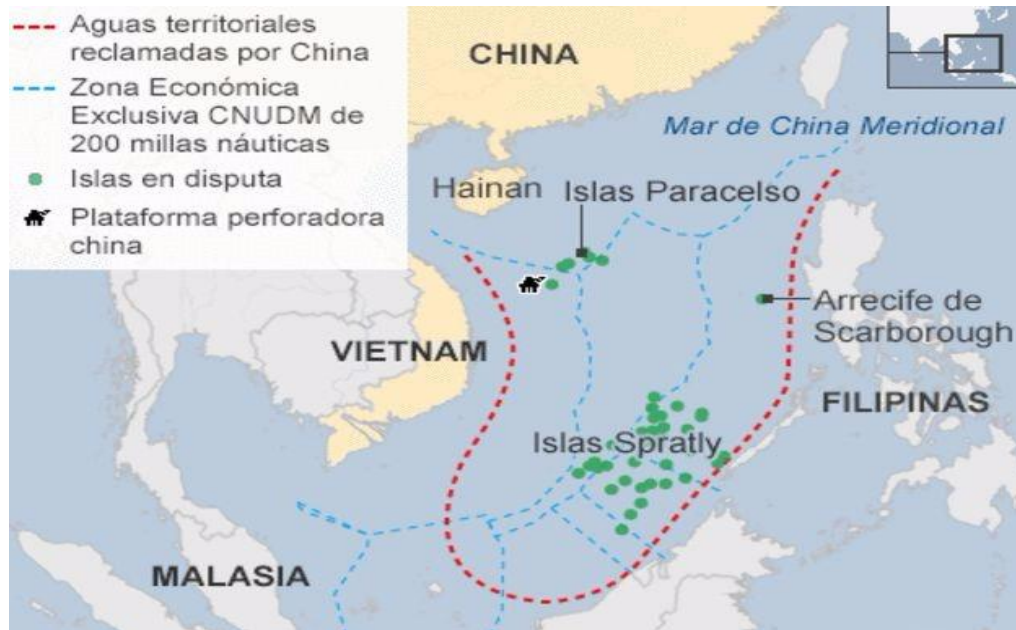 Aguas territoriales
reclamadas por China
Zona Económica
Exclusiva CNUDM de
200 millas náuticas
Islas en disputa
Plataforma perforadora
china
CHINA
Mar de China Meridional
Hainan
Islas Paracelso
Arrecife de
Scarborough
VIETNAM
FILIPINAS
Islas Spratly
MALASIA